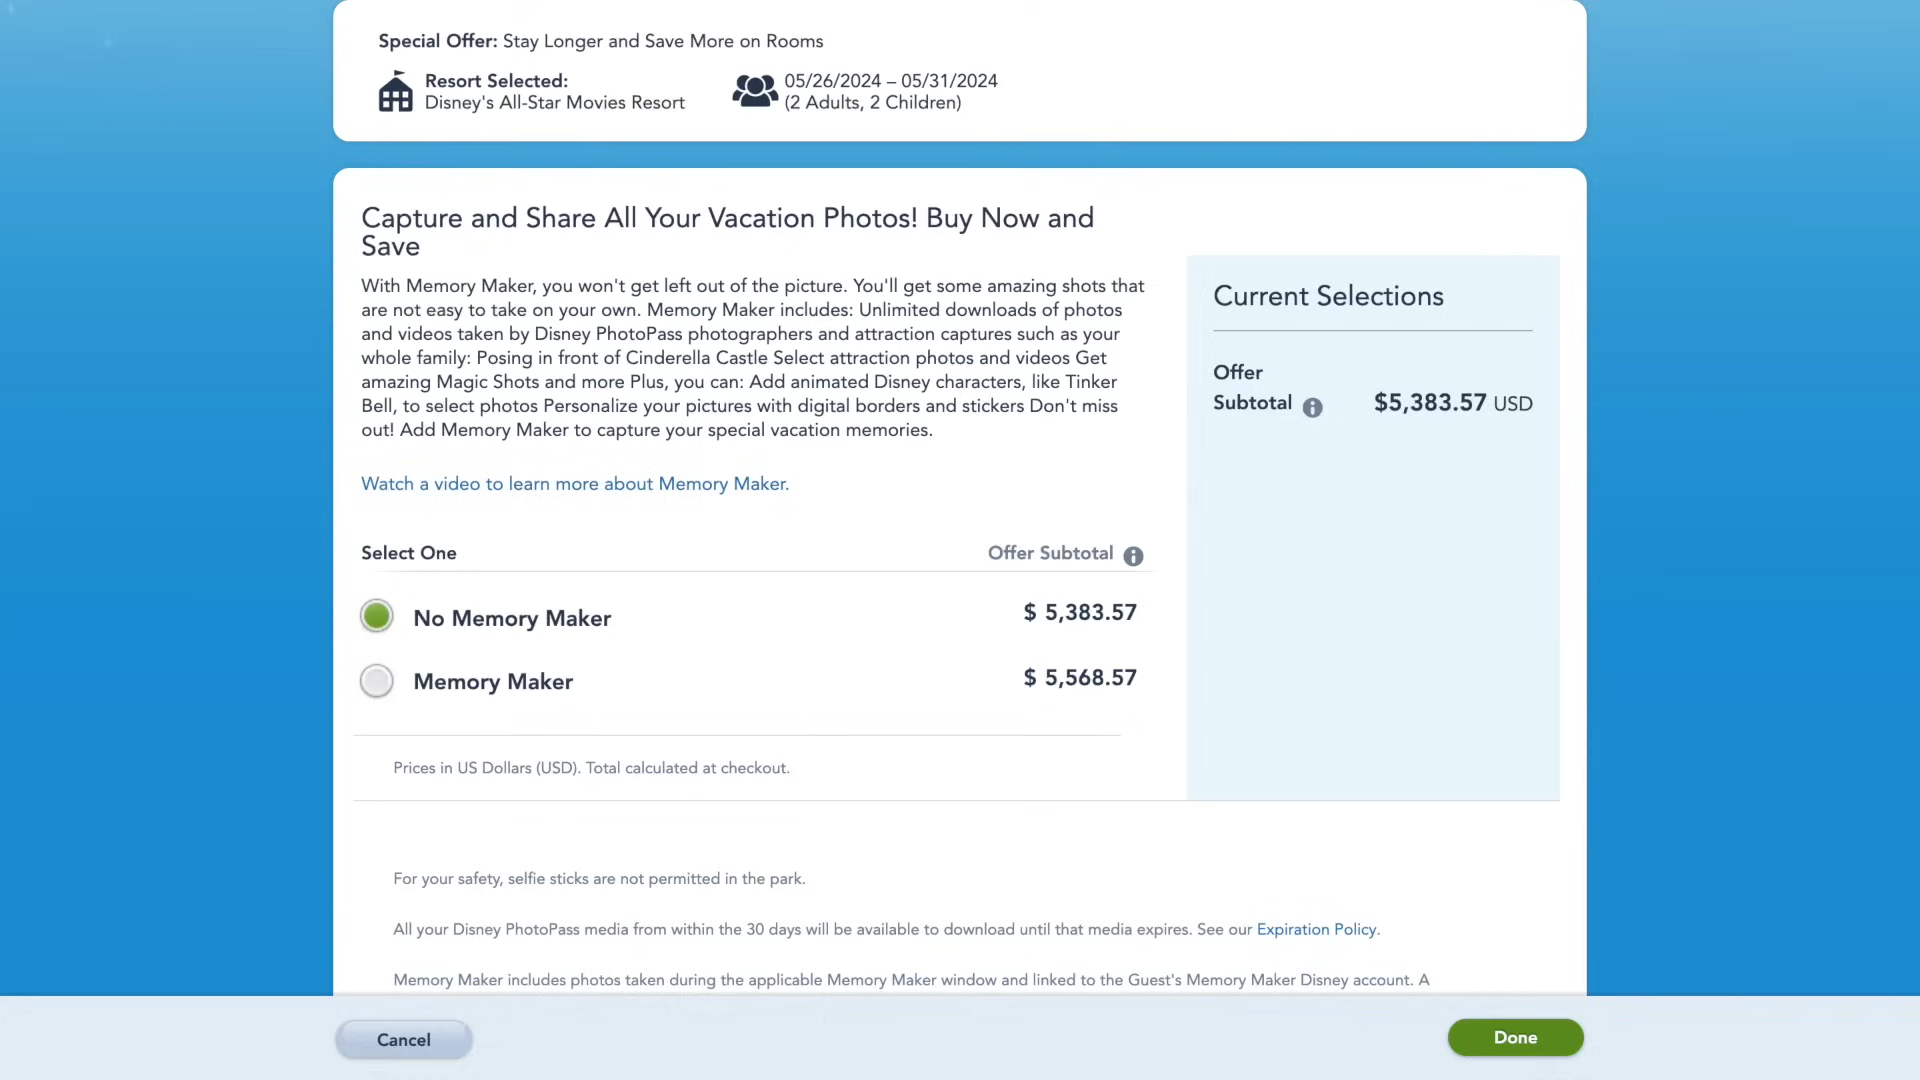 Special Offer: Stay Longer and Save More on Rooms
Resort Selected:
Disney's All-Star Movies Resort
05/26/2024 – 05/31/2024
(2 Adults, 2 Children)
Capture and Share All Your Vacation Photos! Buy Now and
Save
With Memory Maker, you won't get left out of the picture. You'll get some amazing shots that
are not easy to take on your own. Memory Maker includes: Unlimited downloads of photos
and videos taken by Disney PhotoPass photographers and attraction captures such as your
whole family: Posing in front of Cinderella Castle Select attraction photos and videos Get
amazing Magic Shots and more Plus, you can: Add animated Disney characters, like Tinker
Bell, to select photos Personalize your pictures with digital borders and stickers Don't miss
out! Add Memory Maker to capture your special vacation memories.
Watch a video to learn more about Memory Maker.
Select One
Offer Subtotal
No Memory Maker
$ 5,383.57
Memory Maker
$ 5,568.57
Prices in US Dollars (USD). Total calculated at checkout.
Current Selections
Offer
Subtotal $5,383.57 USD
For your safety, selfie sticks are not permitted in the park.
All your Disney PhotoPass media from within the 30 days will be available to download until that media expires. See our Expiration Policy.
Memory Maker includes photos taken during the applicable Memory Maker window and linked to the Guest's Memory Maker Disney account. A
Cancel
Done